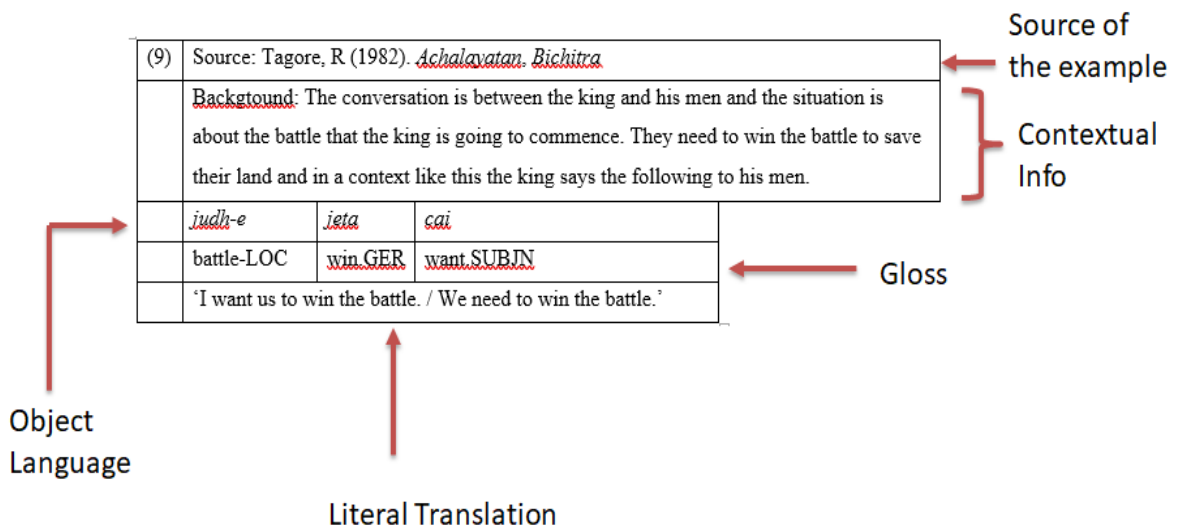 Source of
the example
(9) Source: Tagore, R (1982). Achalayatan. Bichitra
Backgtound: The conversation is between the king and his men and the situation is
about the battle that the king is going to commence. They need to win the battle to save
their land and in a context like this the king says the following to his men.
Contextual
Info
judh-e jeta cai
battle-LOC win.GER want.SUBJN
Gloss
‘I want us to win the battle. / We need to win the battle.’
Object
Language
Literal Translation